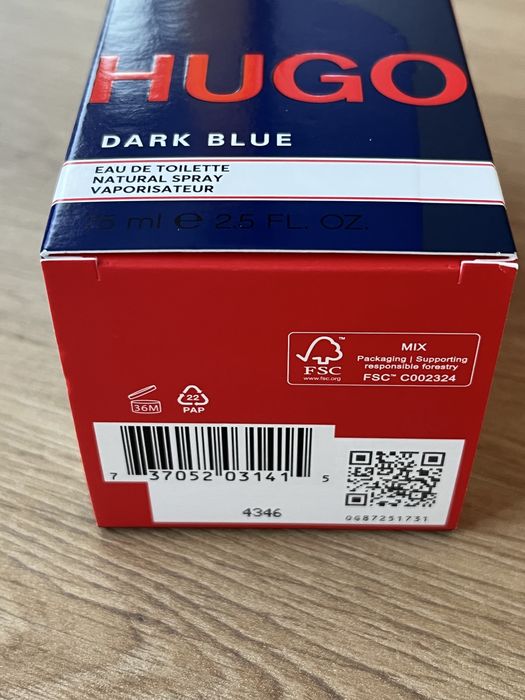 HUGO
DARK BLUE
EAU DE TOILETTE
NATURAL SPRAY
VAPORISATEUR
75 ml e 2.5 FL. OZ.
FSC
www.fsc.org
MIX
Packaging | Supporting
responsible forestry
FSC™ C002324
36M
22
PAP
7 37052 03141 5
4346
0687251731